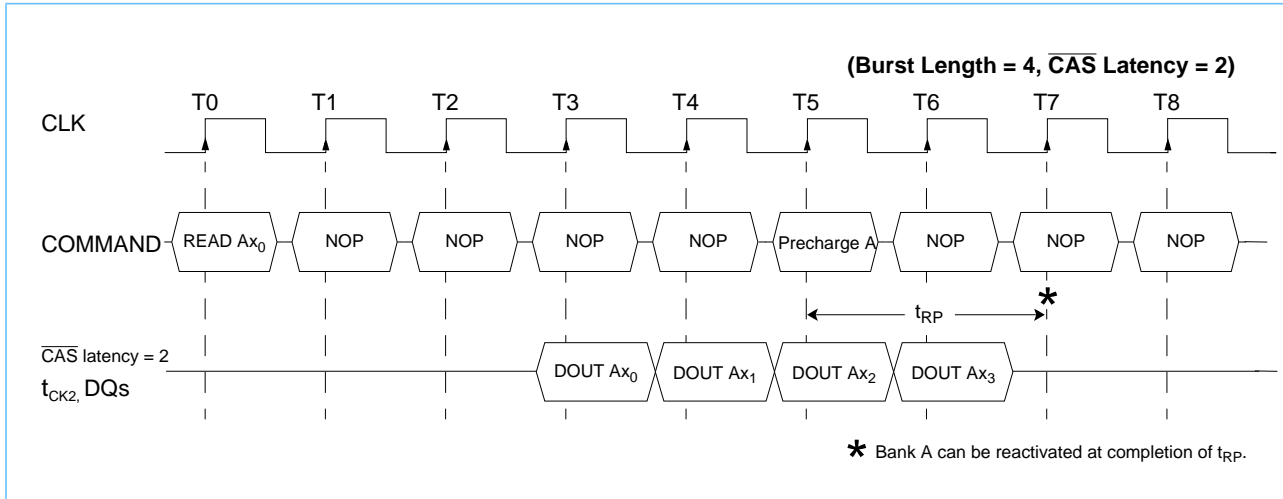 (Burst Length = 4, CAS Latency = 2)
T0 T1 T2 T3 T4 T5 T6 T7 T8
CLK
COMMAND READ Ax0 NOP NOP NOP NOP Precharge A NOP NOP NOP
*
tRP
CAS latency = 2
tCK2, DQs
DOUT Ax0 DOUT Ax1 DOUT Ax2 DOUT Ax3
* Bank A can be reactivated at completion of tRP.